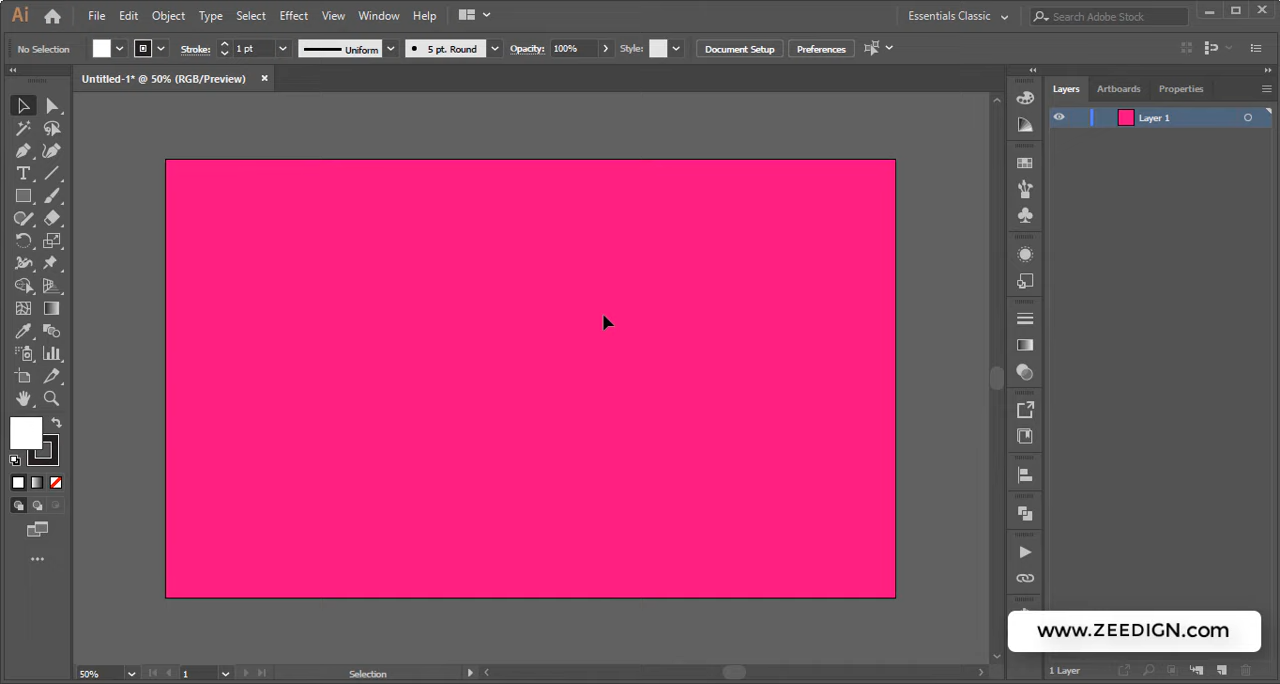 Ai File Edit Object Type Select Effect View Window Help Essentials Classic Search Adobe Stock
No Selection Stroke: 1 pt Uniform 5 pt. Round Opacity: 100% Style: Document Setup Preferences
Untitled-1* @ 50% (RGB/Preview)
Layers Artboards Properties
Layer 1
www.ZEEDIGN.com
50% 1 Selection 1 Layer